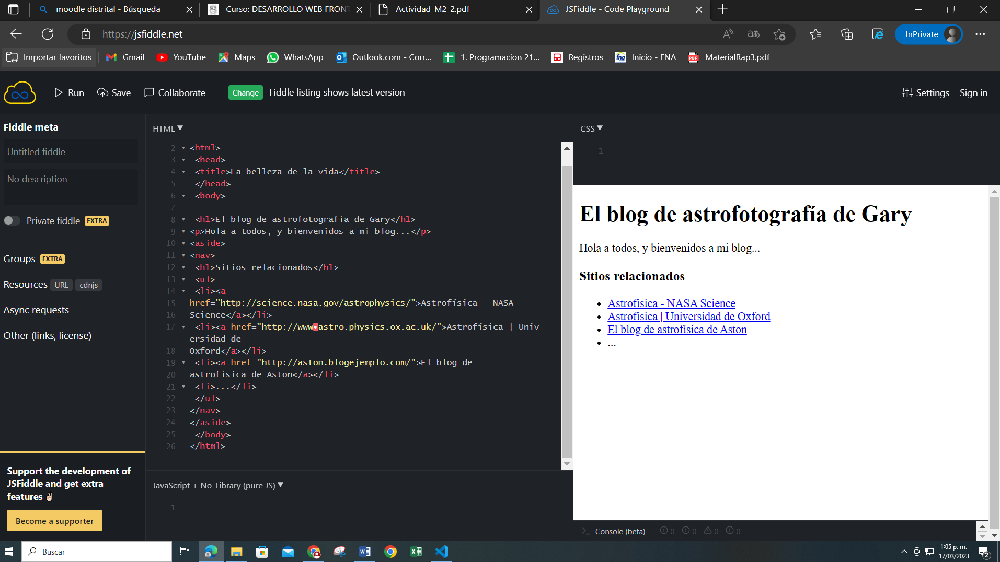 moodle distrital - Búsqueda
Curso: DESARROLLO WEB FRONT
Actividad_M2_2.pdf
JSFiddle - Code Playground
https://jsfiddle.net
InPrivate
Importar favoritos
Gmail
YouTube
Maps
WhatsApp
Outlook.com - Corr...
1. Programacion 21...
Registros
Inicio - FNA
MaterialRap3.pdf
Run
Save
Collaborate
Change
Fiddle listing shows latest version
Settings
Sign in
Fiddle meta
Untitled fiddle
No description
Private fiddle EXTRA
Groups EXTRA
Resources URL cdnjs
Async requests
Other (links, license)
Support the development of
JSFiddle and get extra
features ✌🏻
Become a supporter
HTML ▼
2 <html>
3 <head>
4 <title>La belleza de la vida</title>
5 </head>
6 <body>
7
8 <h1>El blog de astrofotografía de Gary</h1>
9 <p>Hola a todos, y bienvenidos a mi blog...</p>
10 <aside>
11 <nav>
12 <h1>Sitios relacionados</h1>
13 <ul>
14 <li><a
15 href="http://science.nasa.gov/astrophysics/">Astrofísica - NASA
16 Science</a></li>
17 <li><a href="http://www•astro.physics.ox.ac.uk/">Astrofísica | Univ
ersidad de
18 Oxford</a></li>
19 <li><a href="http://aston.blogejemplo.com/">El blog de
20 astrofísica de Aston</a></li>
21 <li>...</li>
22 </ul>
23 </nav>
24 </aside>
25 </body>
26 </html>
JavaScript + No-Library (pure JS) ▼
1
CSS ▼
1
El blog de astrofotografía de Gary
Hola a todos, y bienvenidos a mi blog...
Sitios relacionados
• Astrofísica - NASA Science
• Astrofísica | Universidad de Oxford
• El blog de astrofísica de Aston
• ...
Console (beta)
0 0 0 0
Buscar
1:05 p. m.
17/03/2023
2